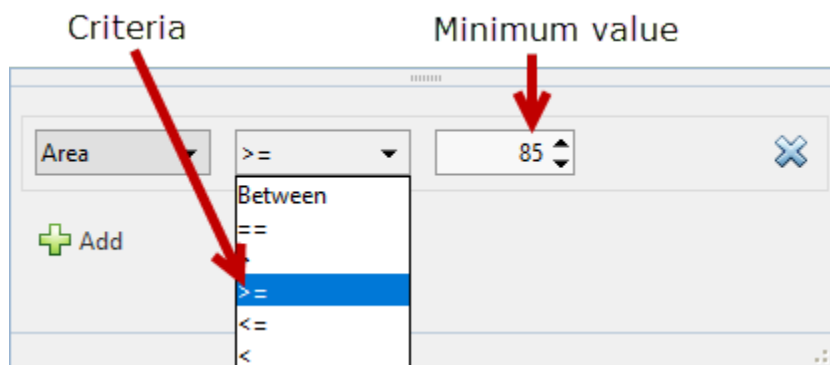 Criteria Minimum value
Area >= 85
Between
==
Add
>=
<=
<